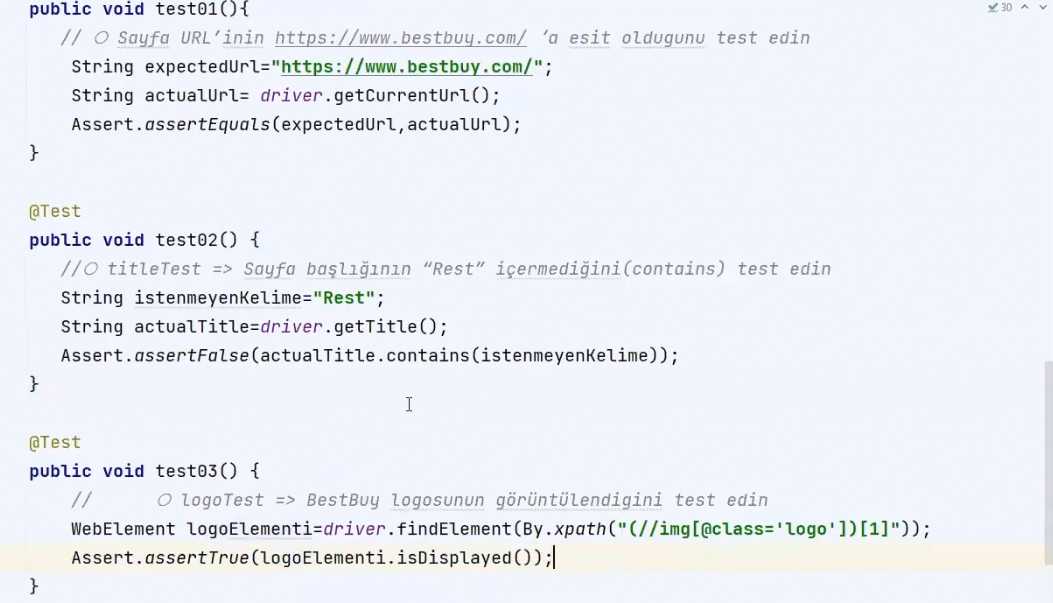 30
public void test01(){
// ○ Sayfa URL’inin https://www.bestbuy.com/ ‘a esit oldugunu test edin
String expectedUrl="https://www.bestbuy.com/";
String actualUrl= driver.getCurrentUrl();
Assert.assertEquals(expectedUrl,actualUrl);
}
@Test
public void test02() {
//○ titleTest => Sayfa başlığının “Rest” içermediğini(contains) test edin
String istenmeyenKelime="Rest";
String actualTitle=driver.getTitle();
Assert.assertFalse(actualTitle.contains(istenmeyenKelime));
}
@Test
public void test03() {
// ○ logoTest => BestBuy logosunun görüntülendigini test edin
WebElement logoElementi=driver.findElement(By.xpath("(//img[@class='logo'])[1]"));
Assert.assertTrue(logoElementi.isDisplayed());
}